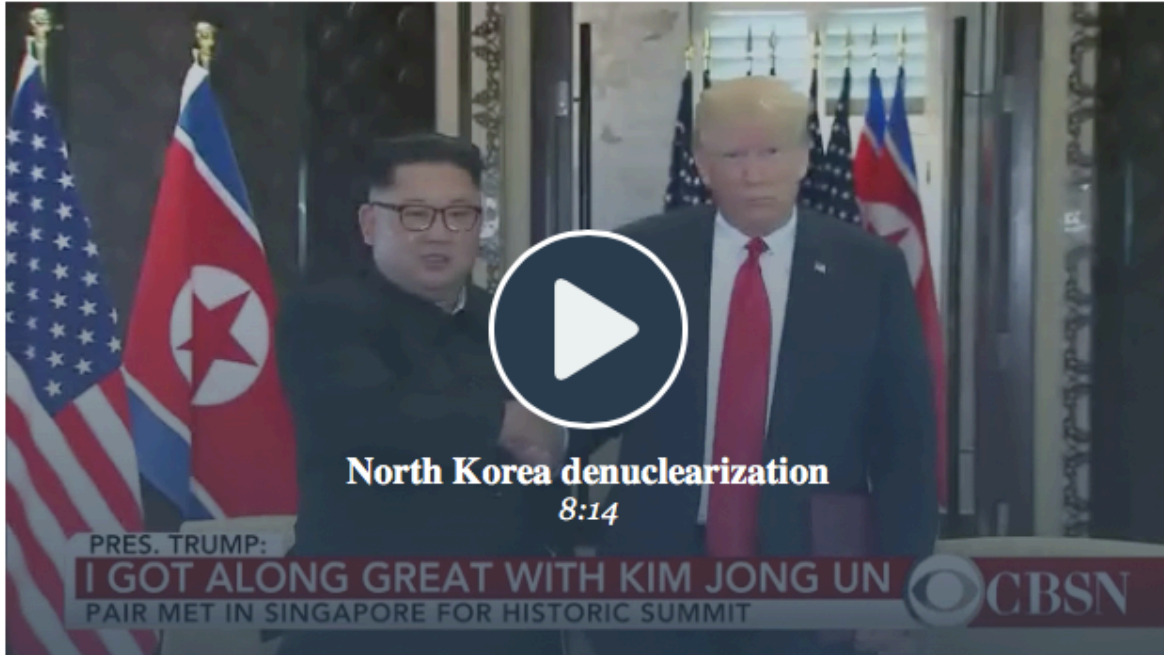 North Korea denuclearization
8:14
PRES. TRUMP:
I GOT ALONG GREAT WITH KIM JONG UN
PAIR MET IN SINGAPORE FOR HISTORIC SUMMIT
CBSN